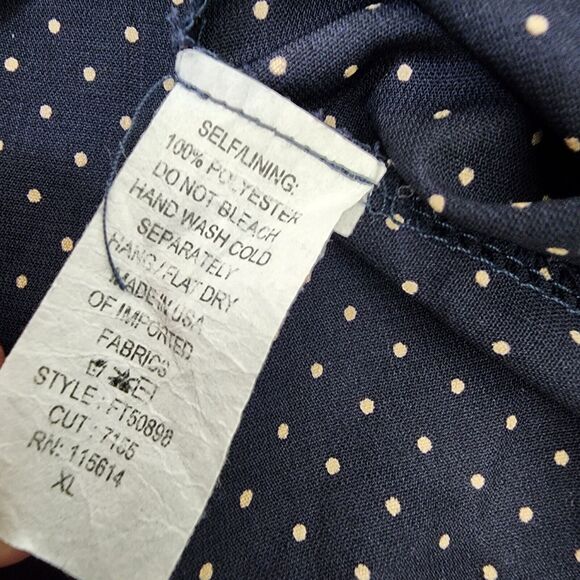 SELF/LINING:
100% POLYESTER
DO NOT BLEACH
HAND WASH COLD
SEPARATELY
HANG/FLAT DRY
MADE IN USA
OF IMPORTED
FABRICS
STYLE: FT50898
CUT: 7155
RN: 115614
XL